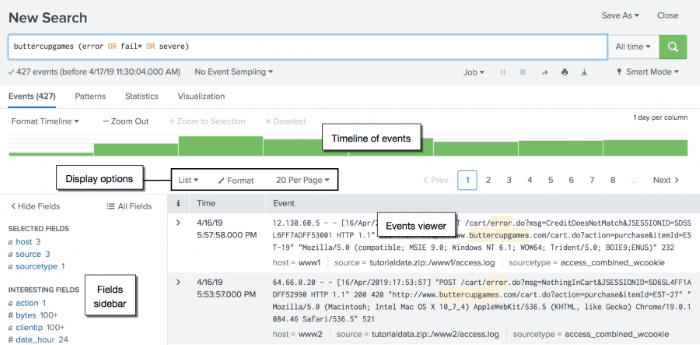 New Search
Save As ▾ Close
buttercupgames (error OR fail* OR severe)
All time ▾
✓ 427 events (before 4/17/19 11:30:04.000 AM) No Event Sampling ▾
Job ▾
Smart Mode ▾
Events (427) Patterns Statistics Visualization
Format Timeline ▾ — Zoom Out + Zoom to Selection × Deselect
1 day per column
Timeline of events
Display options
List ▾ Format 20 Per Page ▾
< Prev 1 2 3 4 5 6 7 8 ... Next >
< Hide Fields All Fields
i Time Event
SELECTED FIELDS
a host 3
a source 3
a sourcetype 1
INTERESTING FIELDS
a action 1
# bytes 100+
a clientip 100+
# date_hour 24
Fields
sidebar
4/16/19
5:57:58.000 PM
12.130.60.5 - - [16/Apr T /cart/error.do?msg=CreditDoesNotMatch&JSESSIONID=SD5S
Events viewer
L6FF7ADFF53001 HTTP 1.1" .buttercupgames.com/cart.do?action=purchase&itemId=ES
T-19" "Mozilla/5.0 (compatible; MSIE 9.0; Windows NT 6.1; WOW64; Trident/5.0; BOIE9;ENUS)" 232
host = www1 source = tutorialdata.zip:./www1/access.log sourcetype = access_combined_wcookie
4/16/19
5:53:57.000 PM
64.66.0.20 - - [16/Apr/2019:17:53:57] "POST /cart/error.do?msg=NothingInCart&JSESSIONID=SD6SL4FF1A
DFF52990 HTTP 1.1" 200 420 "http://www.buttercupgames.com/cart.do?action=purchase&itemId=EST-27" "
Mozilla/5.0 (Macintosh; Intel Mac OS X 10_7_4) AppleWebKit/536.5 (KHTML, like Gecko) Chrome/19.0.1
084.46 Safari/536.5" 521
host = www2 source = tutorialdata.zip:./www2/access.log sourcetype = access_combined_wcookie